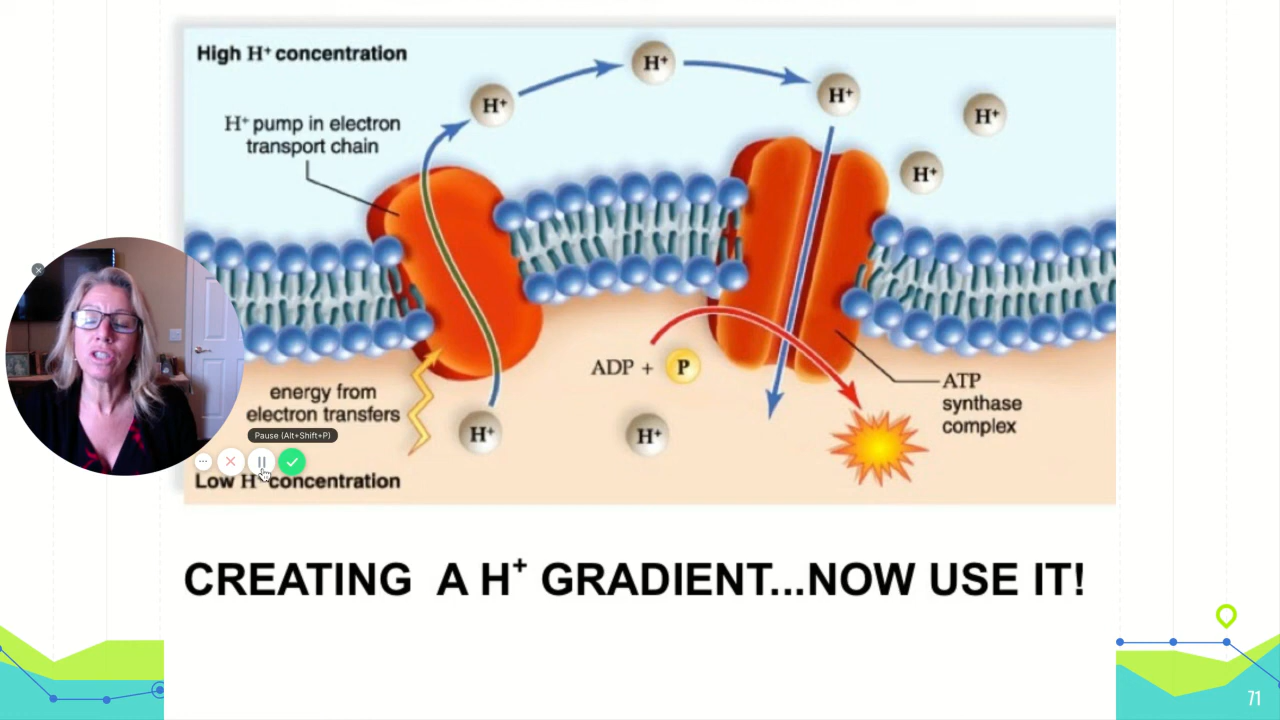 High H⁺ concentration
H⁺
H⁺
H⁺
H⁺
H⁺
H⁺ pump in electron
transport chain
ADP + P
ATP
synthase
complex
energy from
electron transfers
H⁺
H⁺
Pause (Alt+Shift+P)
Low H⁺ concentration
CREATING A H⁺ GRADIENT...NOW USE IT!
71